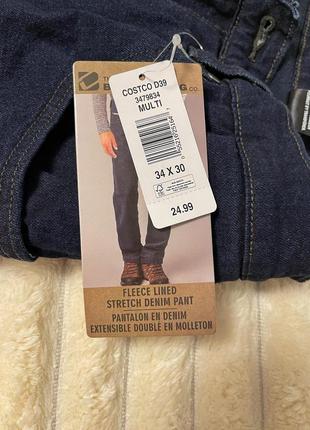 COSTCO D39
3479834
MULTI
34 X 30
24.99
CO.
FLEECE LINED
STRETCH DENIM PANT
PANTALON EN DENIM
EXTENSIBLE DOUBLÉ EN MOLLETON